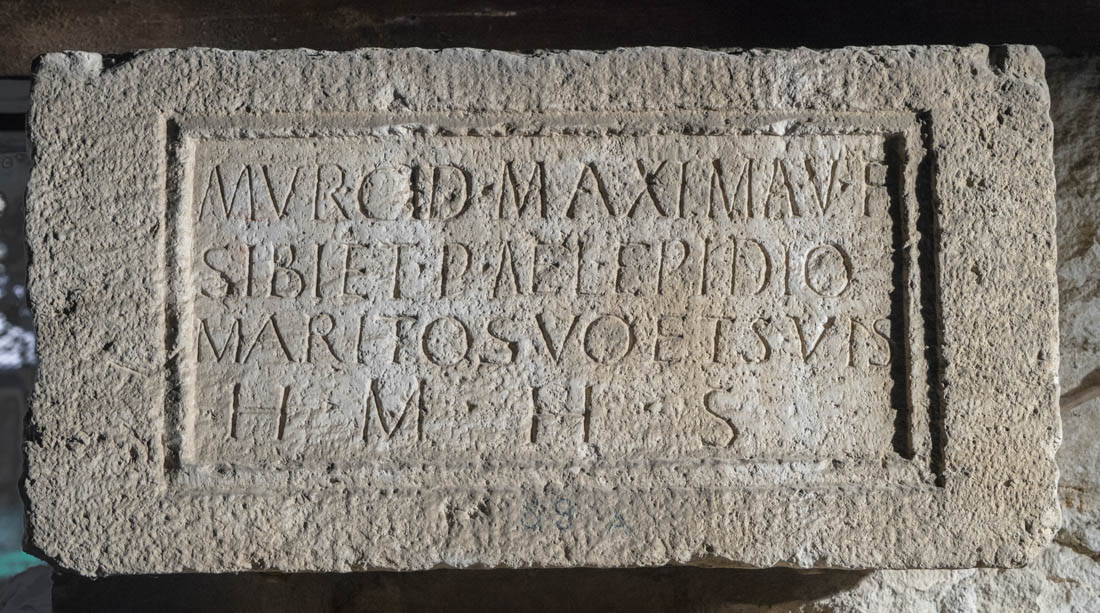 MVRCID·MAXIMA V·F
SIBI ET·P·AEL EPIDIO
MARITO SVO ET SVIS
H·M·H·S